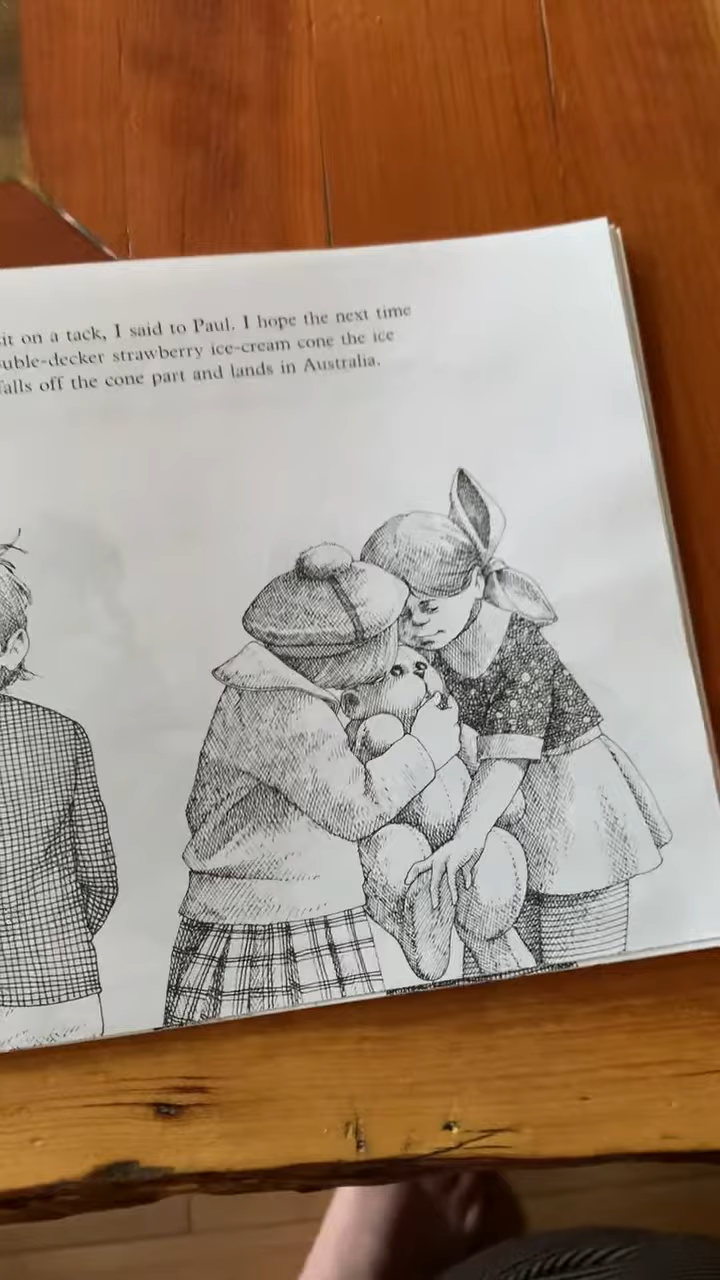 it on a tack, I said to Paul. I hope the next time
uble-decker strawberry ice-cream cone the ice
falls off the cone part and lands in Australia.